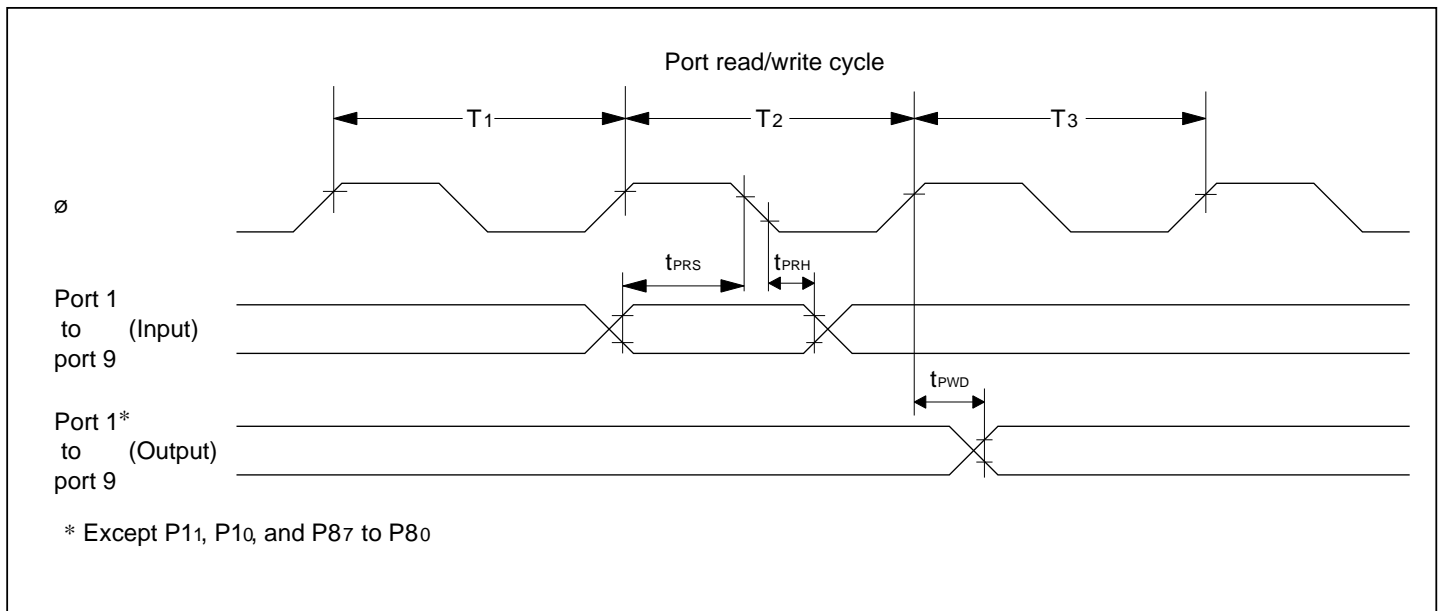 Port read/write cycle
T1 T2 T3
ø
tPRS tPRH
Port 1
to (Input)
port 9
tPWD
Port 1*
to (Output)
port 9
* Except P11, P10, and P87 to P80